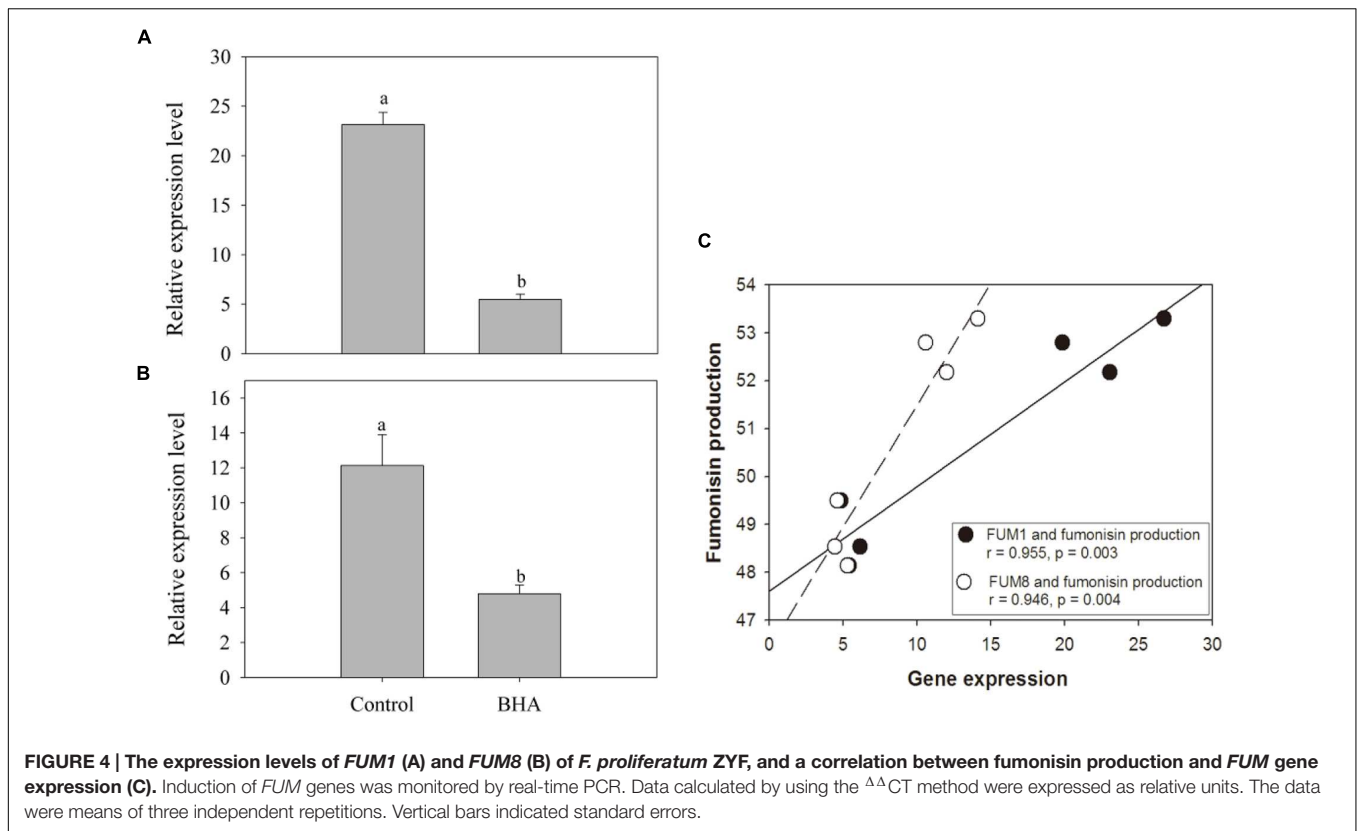 A
30
25
20
15
10
5
0
Relative expression level
a
b
B
16
14
12
10
8
6
4
2
0
Relative expression level
a
b
Control BHA
C
54
53
52
51
50
49
48
47
Fumonisin production
FUM1 and fumonisin production
r = 0.955, p = 0.003
FUM8 and fumonisin production
r = 0.946, p = 0.004
0 5 10 15 20 25 30
Gene expression
FIGURE 4 | The expression levels of FUM1 (A) and FUM8 (B) of F. proliferatum ZYF, and a correlation between fumonisin production and FUM gene
expression (C). Induction of FUM genes was monitored by real-time PCR. Data calculated by using the ΔΔCT method were expressed as relative units. The data
were means of three independent repetitions. Vertical bars indicated standard errors.